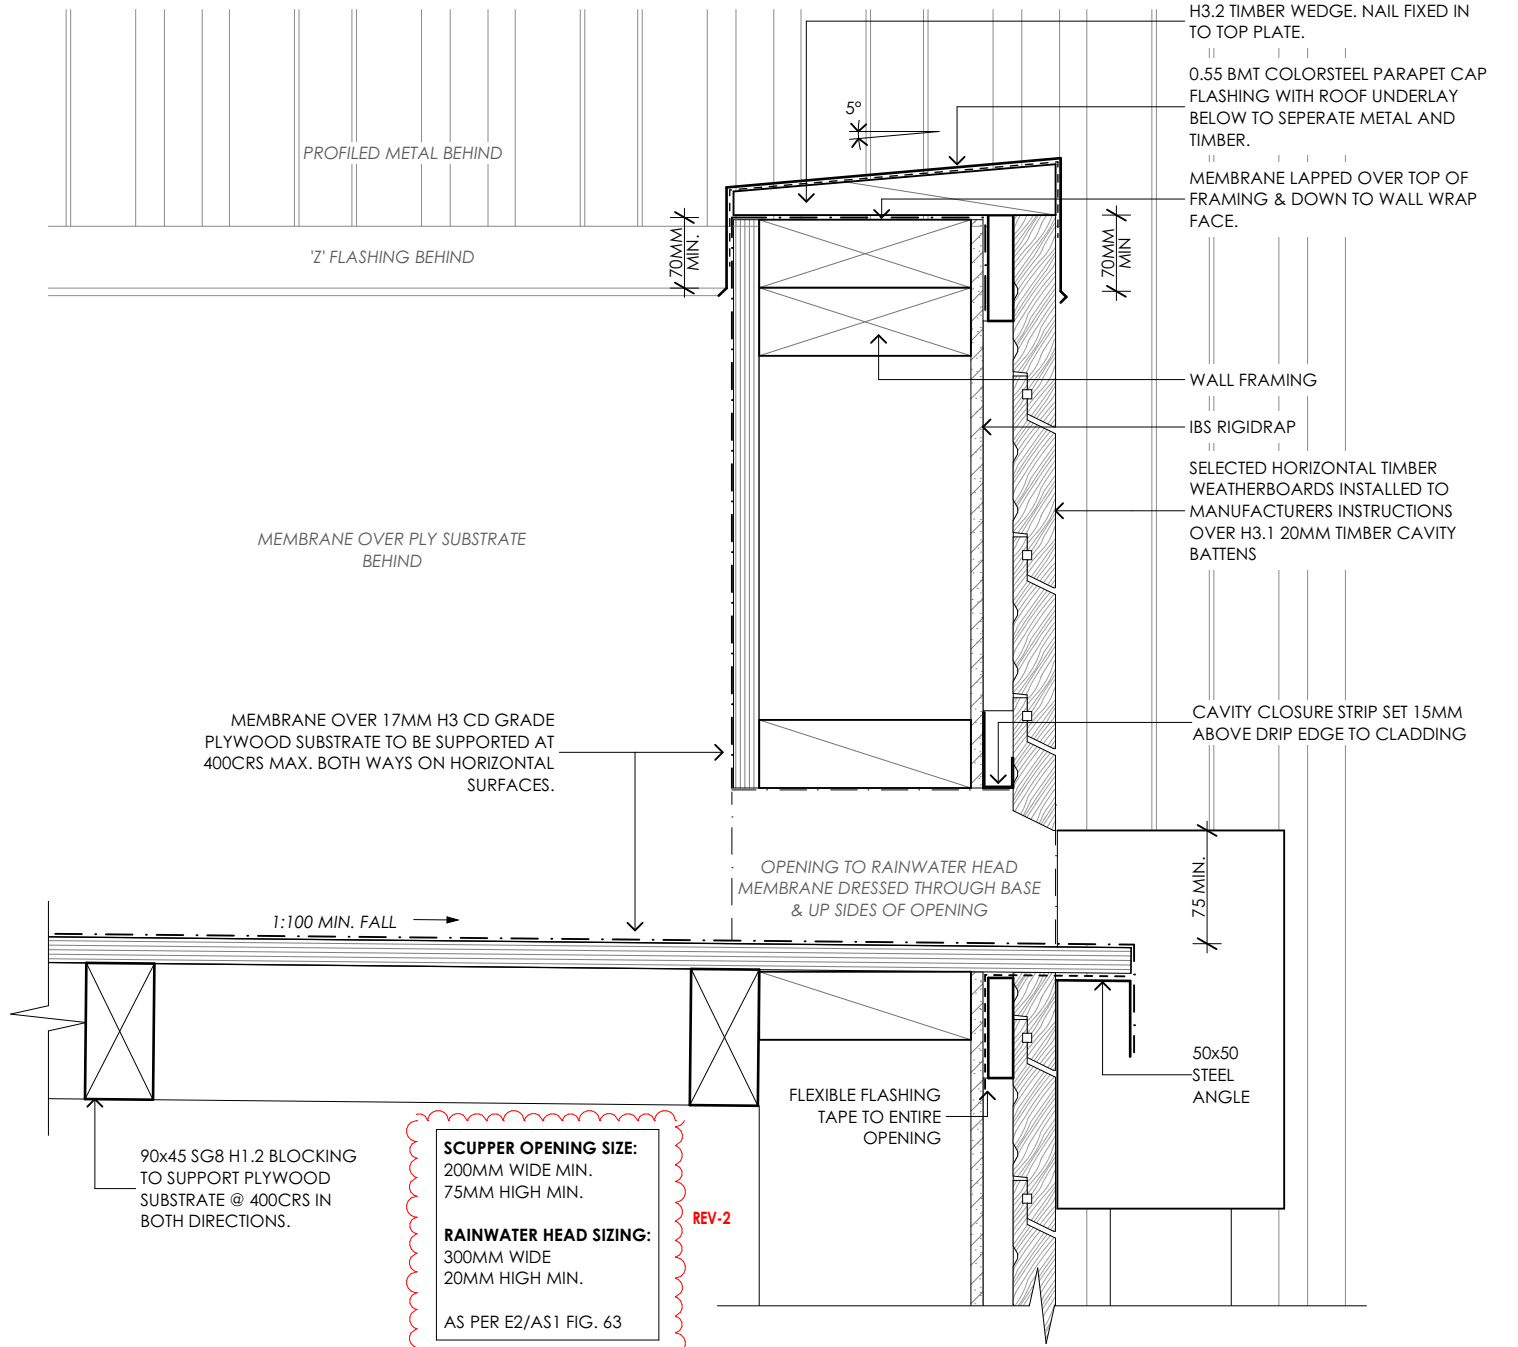 H3.2 TIMBER WEDGE. NAIL FIXED IN
TO TOP PLATE.
0.55 BMT COLORSTEEL PARAPET CAP
FLASHING WITH ROOF UNDERLAY
BELOW TO SEPERATE METAL AND
TIMBER.
5°
PROFILED METAL BEHIND
MEMBRANE LAPPED OVER TOP OF
FRAMING & DOWN TO WALL WRAP
FACE.
'Z' FLASHING BEHIND
70MM
MIN.
70MM
MIN
WALL FRAMING
IBS RIGIDRAP
SELECTED HORIZONTAL TIMBER
WEATHERBOARDS INSTALLED TO
MANUFACTURERS INSTRUCTIONS
OVER H3.1 20MM TIMBER CAVITY
BATTENS
MEMBRANE OVER PLY SUBSTRATE
BEHIND
MEMBRANE OVER 17MM H3 CD GRADE
PLYWOOD SUBSTRATE TO BE SUPPORTED AT
400CRS MAX. BOTH WAYS ON HORIZONTAL
SURFACES.
CAVITY CLOSURE STRIP SET 15MM
ABOVE DRIP EDGE TO CLADDING
OPENING TO RAINWATER HEAD
MEMBRANE DRESSED THROUGH BASE
& UP SIDES OF OPENING
75 MIN.
1:100 MIN. FALL
50x50
STEEL
ANGLE
FLEXIBLE FLASHING
TAPE TO ENTIRE
OPENING
90x45 SG8 H1.2 BLOCKING
TO SUPPORT PLYWOOD
SUBSTRATE @ 400CRS IN
BOTH DIRECTIONS.
SCUPPER OPENING SIZE:
200MM WIDE MIN.
75MM HIGH MIN.
RAINWATER HEAD SIZING:
300MM WIDE
20MM HIGH MIN.
AS PER E2/AS1 FIG. 63
REV-2